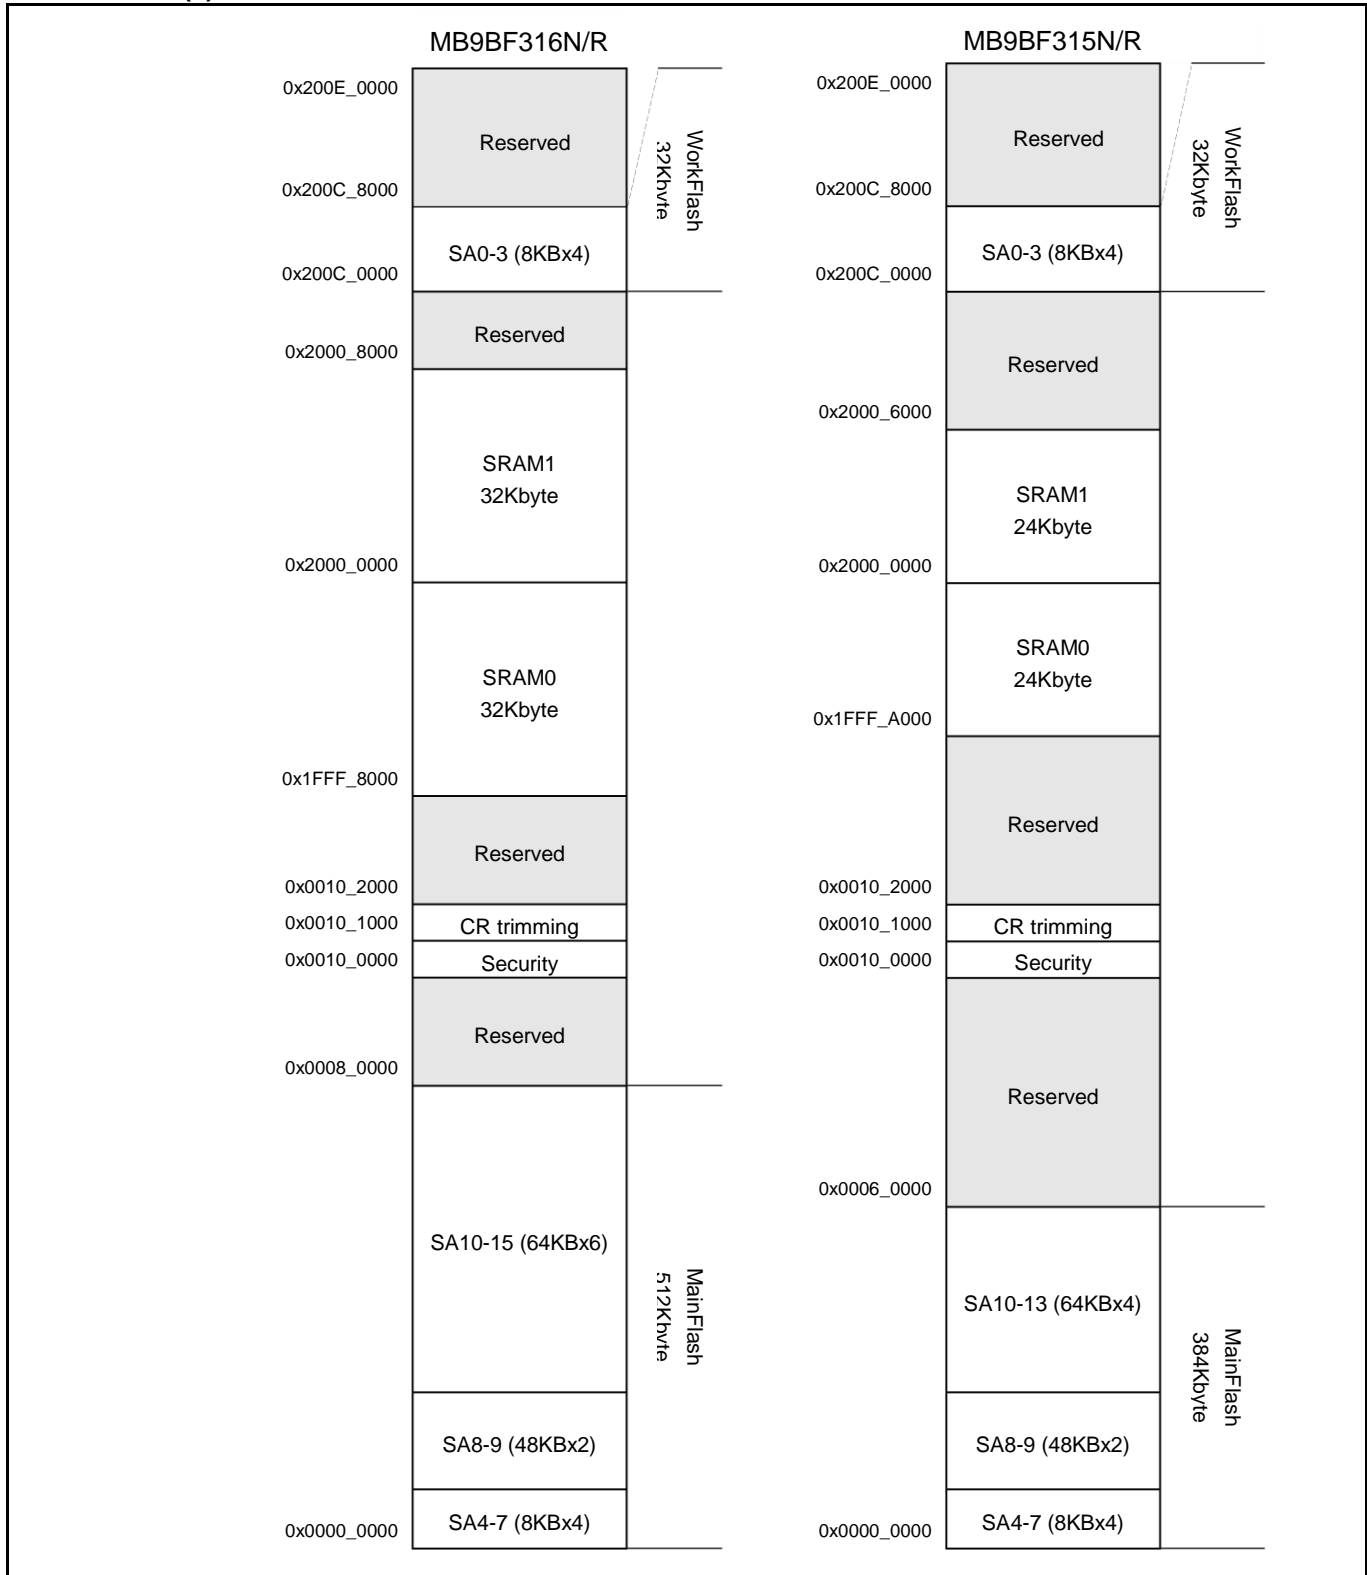 MB9BF316N/R
0x200E_0000
Reserved
0x200C_8000
SA0-3 (8KBx4)
0x200C_0000
Reserved
0x2000_8000
SRAM1
32Kbyte
0x2000_0000
SRAM0
32Kbyte
0x1FFF_8000
Reserved
0x0010_2000
0x0010_1000
CR trimming
0x0010_0000
Security
Reserved
0x0008_0000
SA10-15 (64KBx6)
SA8-9 (48KBx2)
SA4-7 (8KBx4)
0x0000_0000
WorkFlash
32Kbyte
MainFlash
512Kbyte
MB9BF315N/R
0x200E_0000
Reserved
0x200C_8000
SA0-3 (8KBx4)
0x200C_0000
Reserved
0x2000_6000
SRAM1
24Kbyte
0x2000_0000
SRAM0
24Kbyte
0x1FFF_A000
Reserved
0x0010_2000
0x0010_1000
CR trimming
0x0010_0000
Security
Reserved
0x0006_0000
SA10-13 (64KBx4)
SA8-9 (48KBx2)
SA4-7 (8KBx4)
0x0000_0000
WorkFlash
32Kbyte
MainFlash
384Kbyte